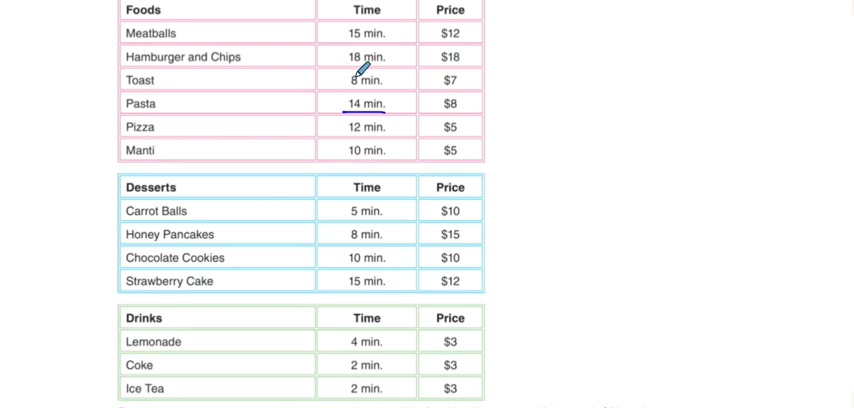 Foods Time Price
Meatballs 15 min. $12
Hamburger and Chips 18 min. $18
Toast 8 min. $7
Pasta 14 min. $8
Pizza 12 min. $5
Manti 10 min. $5
Desserts Time Price
Carrot Balls 5 min. $10
Honey Pancakes 8 min. $15
Chocolate Cookies 10 min. $10
Strawberry Cake 15 min. $12
Drinks Time Price
Lemonade 4 min. $3
Coke 2 min. $3
Ice Tea 2 min. $3